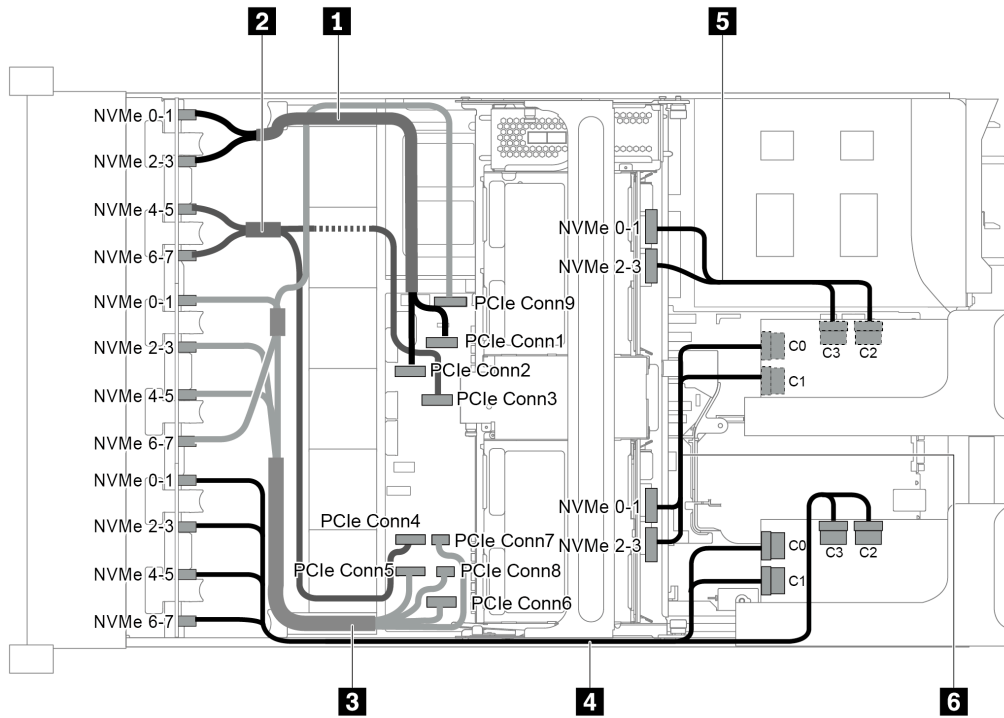 2
1
5
NVMe 0-1
NVMe 2-3
NVMe 4-5
NVMe 6-7
NVMe 0-1
NVMe 2-3
NVMe 4-5
NVMe 6-7
NVMe 0-1
NVMe 2-3
NVMe 4-5
NVMe 6-7
PCIe Conn9
PCIe Conn1
PCIe Conn2
PCIe Conn3
PCIe Conn4
PCIe Conn7
PCIe Conn5
PCIe Conn8
PCIe Conn6
NVMe 0-1
NVMe 2-3
NVMe 0-1
NVMe 2-3
C0
C1
C3
C2
C0
C1
C3
C2
3
4
6